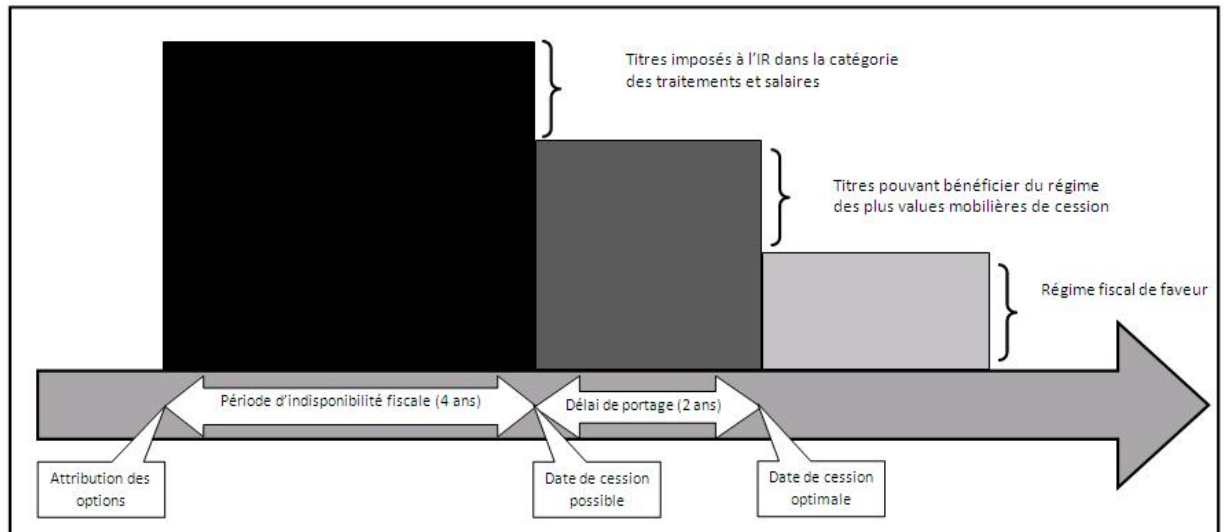 Titres imposés à l'IR dans la catégorie
des traitements et salaires
Titres pouvant bénéficier du régime
des plus values mobilières de cession
Régime fiscal de faveur
Période d'indisponibilité fiscale (4 ans)
Délai de portage (2 ans)
Attribution des
options
Date de cession
possible
Date de cession
optimale